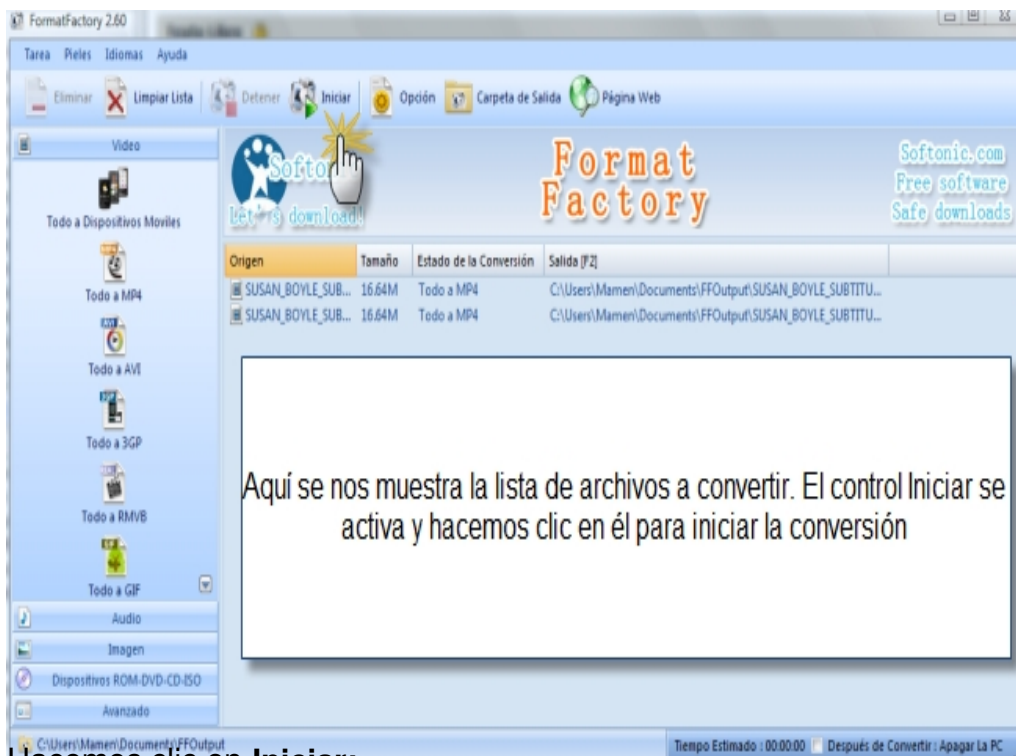 FormatFactory 2.60
Tarea Pieles Idiomas Ayuda
Eliminar Limpiar Lista Detener Iniciar Opción Carpeta de Salida Página Web
Video
Todo a Dispositivos Moviles
Todo a MP4
Todo a AVI
Todo a 3GP
Todo a RMVB
Todo a GIF
Audio
Imagen
Dispositivos ROM-DVD-CD-ISO
Avanzado
Let's download!
Format
Factory
Softonic.com
Free software
Safe downloads
Origen Tamaño Estado de la Conversión Salida [F2]
SUSAN_BOYLE_SUB... 16.64M Todo a MP4 C:\Users\Mamen\Documents\FFOutput\SUSAN_BOYLE_SUBTITU...
SUSAN_BOYLE_SUB... 16.64M Todo a MP4 C:\Users\Mamen\Documents\FFOutput\SUSAN_BOYLE_SUBTITU...
Aquí se nos muestra la lista de archivos a convertir. El control Iniciar se
activa y hacemos clic en él para iniciar la conversión
C:\Users\Mamen\Documents\FFOutput
Tiempo Estimado : 00:00:00 Después de Convertir : Apagar La PC